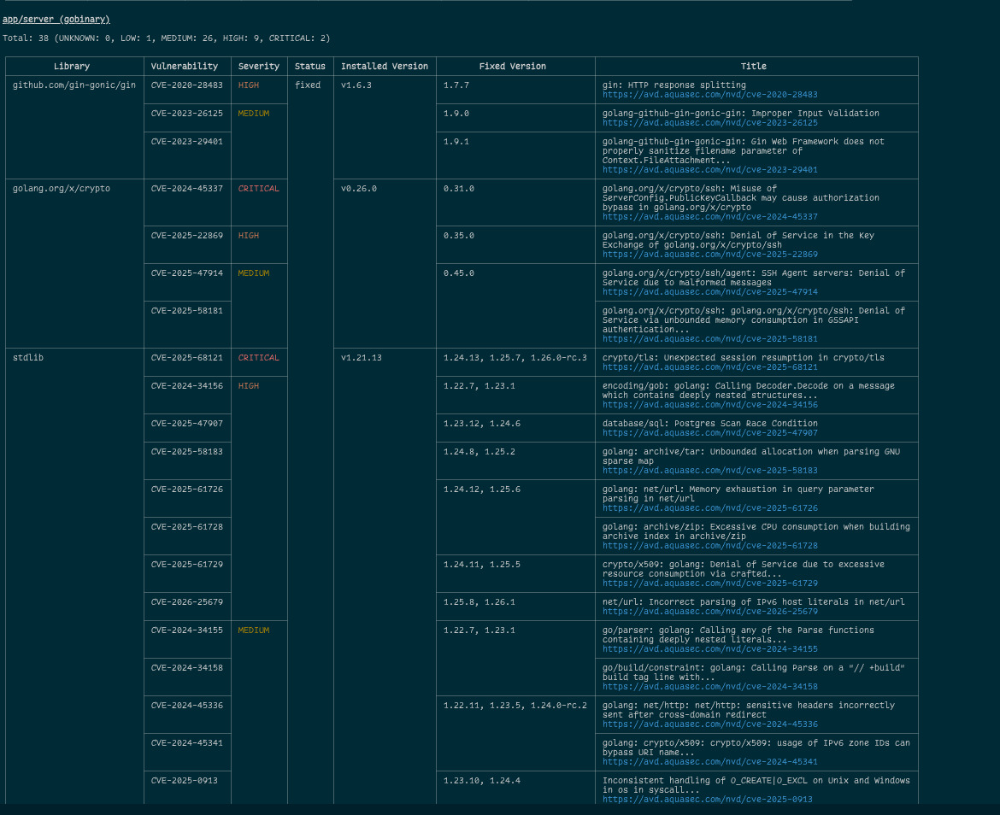 app/server (gobinary)
Total: 38 (UNKNOWN: 0, LOW: 1, MEDIUM: 26, HIGH: 9, CRITICAL: 2)
Library Vulnerability Severity Status Installed Version Fixed Version Title
github.com/gin-gonic/gin CVE-2020-28483 HIGH fixed v1.6.3 1.7.7 gin: HTTP response splitting
https://avd.aquasec.com/nvd/cve-2020-28483
CVE-2023-26125 MEDIUM 1.9.0 golang-github-gin-gonic-gin: Improper Input Validation
https://avd.aquasec.com/nvd/cve-2023-26125
CVE-2023-29401 1.9.1 golang-github-gin-gonic-gin: Gin Web Framework does not
properly sanitize filename parameter of
Context.FileAttachment...
https://avd.aquasec.com/nvd/cve-2023-29401
golang.org/x/crypto CVE-2024-45337 CRITICAL v0.26.0 0.31.0 golang.org/x/crypto/ssh: Misuse of
ServerConfig.PublicKeyCallback may cause authorization
bypass in golang.org/x/crypto
https://avd.aquasec.com/nvd/cve-2024-45337
CVE-2025-22869 HIGH 0.35.0 golang.org/x/crypto/ssh: Denial of Service in the Key
Exchange of golang.org/x/crypto/ssh
https://avd.aquasec.com/nvd/cve-2025-22869
CVE-2025-47914 MEDIUM 0.45.0 golang.org/x/crypto/ssh/agent: SSH Agent servers: Denial of
Service due to malformed messages
https://avd.aquasec.com/nvd/cve-2025-47914
CVE-2025-58181 golang.org/x/crypto/ssh: golang.org/x/crypto/ssh: Denial of
Service via unbounded memory consumption in GSSAPI
authentication...
https://avd.aquasec.com/nvd/cve-2025-58181
stdlib CVE-2025-68121 CRITICAL v1.21.13 1.24.13, 1.25.7, 1.26.0-rc.3 crypto/tls: Unexpected session resumption in crypto/tls
https://avd.aquasec.com/nvd/cve-2025-68121
CVE-2024-34156 HIGH 1.22.7, 1.23.1 encoding/gob: golang: Calling Decoder.Decode on a message
which contains deeply nested structures...
https://avd.aquasec.com/nvd/cve-2024-34156
CVE-2025-47907 1.23.12, 1.24.6 database/sql: Postgres Scan Race Condition
https://avd.aquasec.com/nvd/cve-2025-47907
CVE-2025-58183 1.24.8, 1.25.2 golang: archive/tar: Unbounded allocation when parsing GNU
sparse map
https://avd.aquasec.com/nvd/cve-2025-58183
CVE-2025-61726 1.24.12, 1.25.6 golang: net/url: Memory exhaustion in query parameter
parsing in net/url
https://avd.aquasec.com/nvd/cve-2025-61726
CVE-2025-61728 golang: archive/zip: Excessive CPU consumption when building
archive index in archive/zip
https://avd.aquasec.com/nvd/cve-2025-61728
CVE-2025-61729 1.24.11, 1.25.5 crypto/x509: golang: Denial of Service due to excessive
resource consumption via crafted...
https://avd.aquasec.com/nvd/cve-2025-61729
CVE-2026-25679 1.25.8, 1.26.1 net/url: Incorrect parsing of IPv6 host literals in net/url
https://avd.aquasec.com/nvd/cve-2026-25679
CVE-2024-34155 MEDIUM 1.22.7, 1.23.1 go/parser: golang: Calling any of the Parse functions
containing deeply nested literals...
https://avd.aquasec.com/nvd/cve-2024-34155
CVE-2024-34158 go/build/constraint: golang: Calling Parse on a "// +build"
build tag line with...
https://avd.aquasec.com/nvd/cve-2024-34158
CVE-2024-45336 1.22.11, 1.23.5, 1.24.0-rc.2 golang: net/http: net/http: sensitive headers incorrectly
sent after cross-domain redirect
https://avd.aquasec.com/nvd/cve-2024-45336
CVE-2024-45341 golang: crypto/x509: crypto/x509: usage of IPv6 zone IDs can
bypass URI name...
https://avd.aquasec.com/nvd/cve-2024-45341
CVE-2025-0913 1.23.10, 1.24.4 Inconsistent handling of O_CREATE|O_EXCL on Unix and Windows
in os in syscall...
https://avd.aquasec.com/nvd/cve-2025-0913